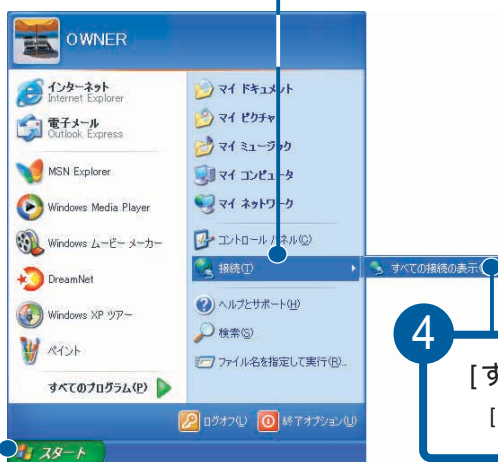 OWNER
インターネット
Internet Explorer
電子メール
Outlook Express
MSN Explorer
Windows Media Player
Windows ムービー メーカー
DreamNet
Windows XP ツアー
ペイント
すべてのプログラム(P)
マイ ドキュメント
マイ ピクチャ
マイ ミュージック
マイ コンピュータ
マイ ネットワーク
コントロール パネル(C)
接続(T)
すべての接続の表示
ヘルプとサポート(H)
検索(S)
ファイル名を指定して実行(R)...
ログオフ(L)
終了オプション(U)
スタート
4
[す
[